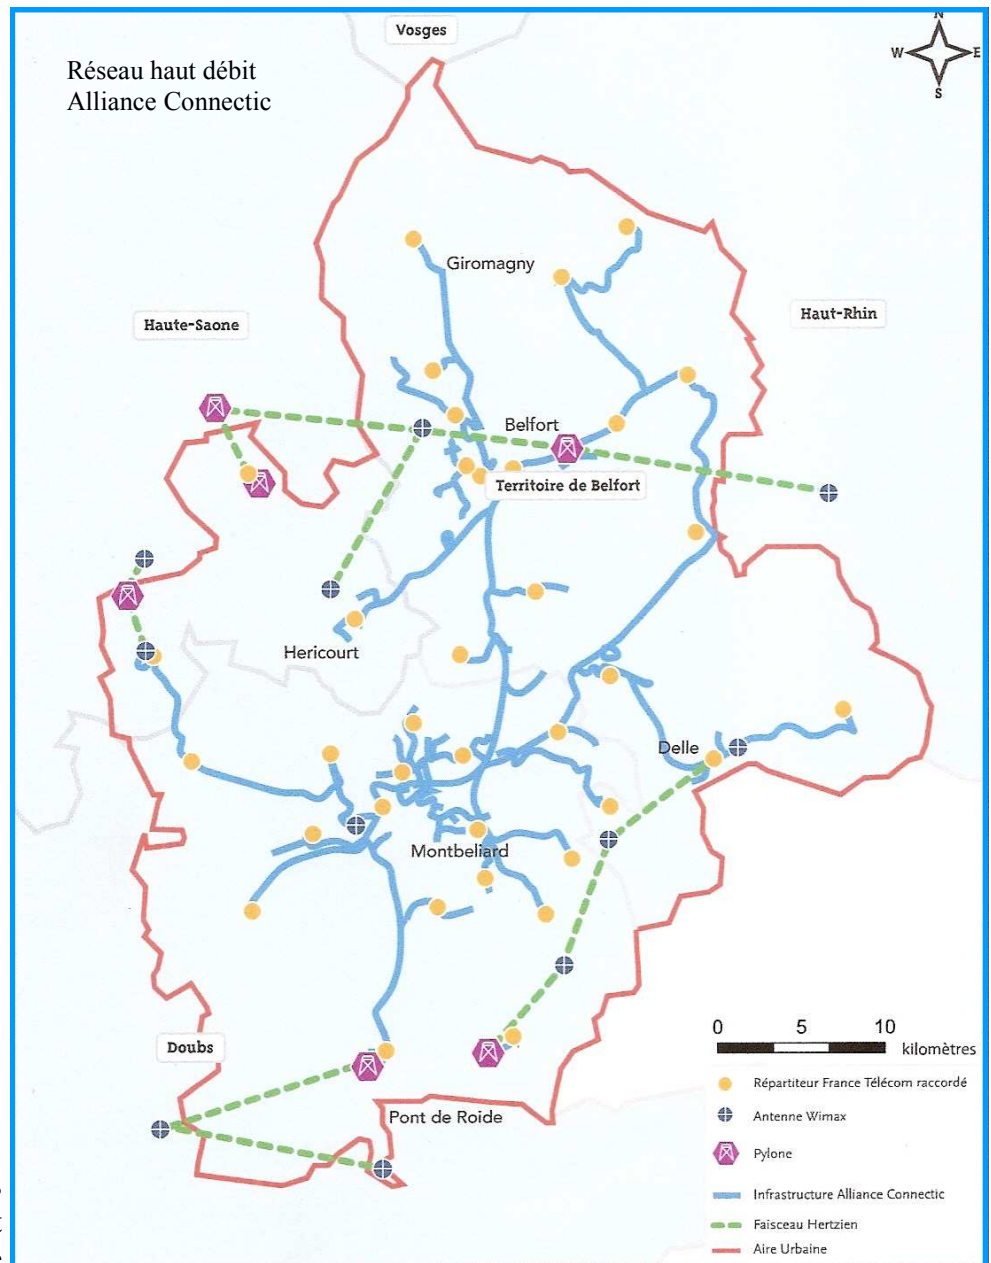 Vosges
N
W E
S
Réseau haut débit
Alliance Connectic
Giromagny
Haute-Saone
Haut-Rhin
Belfort
Territoire de Belfort
Hericourt
Delle
Montbeliard
Doubs
Pont de Roide
0 5 10
kilomètres
Répartiteur France Télécom raccordé
Antenne Wimax
Pylone
Infrastructure Alliance Connectic
Faisceau Hertzien
Aire Urbaine